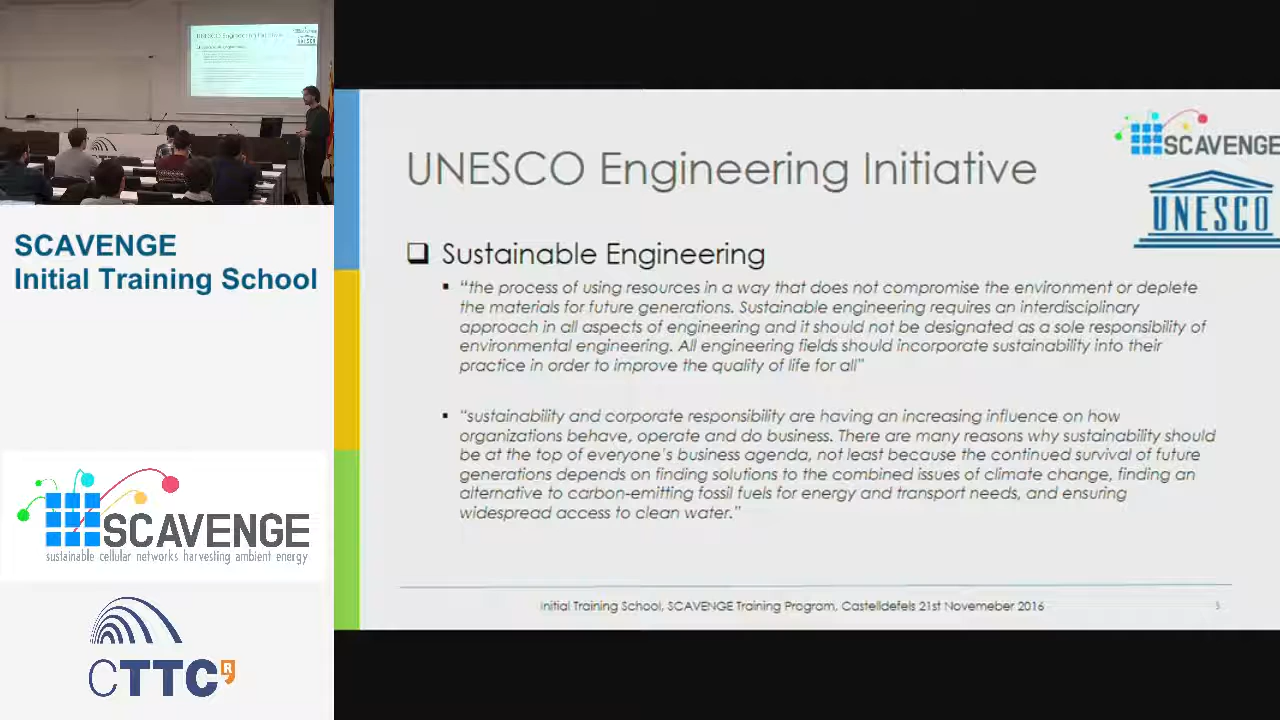 UNESCO Engineering Initiative
SCAVENGE
Initial Training School
SCAVENGE
sustainable cellular networks harvesting ambient energy
CTTC
R
UNESCO Engineering Initiative
SCAVENGE
UNESCO
Sustainable Engineering
“the process of using resources in a way that does not compromise the environment or deplete
the materials for future generations. Sustainable engineering requires an interdisciplinary
approach in all aspects of engineering and it should not be designated as a sole responsibility of
environmental engineering. All engineering fields should incorporate sustainability into their
practice in order to improve the quality of life for all”
“sustainability and corporate responsibility are having an increasing influence on how
organizations behave, operate and do business. There are many reasons why sustainability should
be at the top of everyone’s business agenda, not least because the continued survival of future
generations depends on finding solutions to the combined issues of climate change, finding an
alternative to carbon-emitting fossil fuels for energy and transport needs, and ensuring
widespread access to clean water.”
Initial Training School, SCAVENGE Training Program, Castelldefels 21st Novemeber 2016